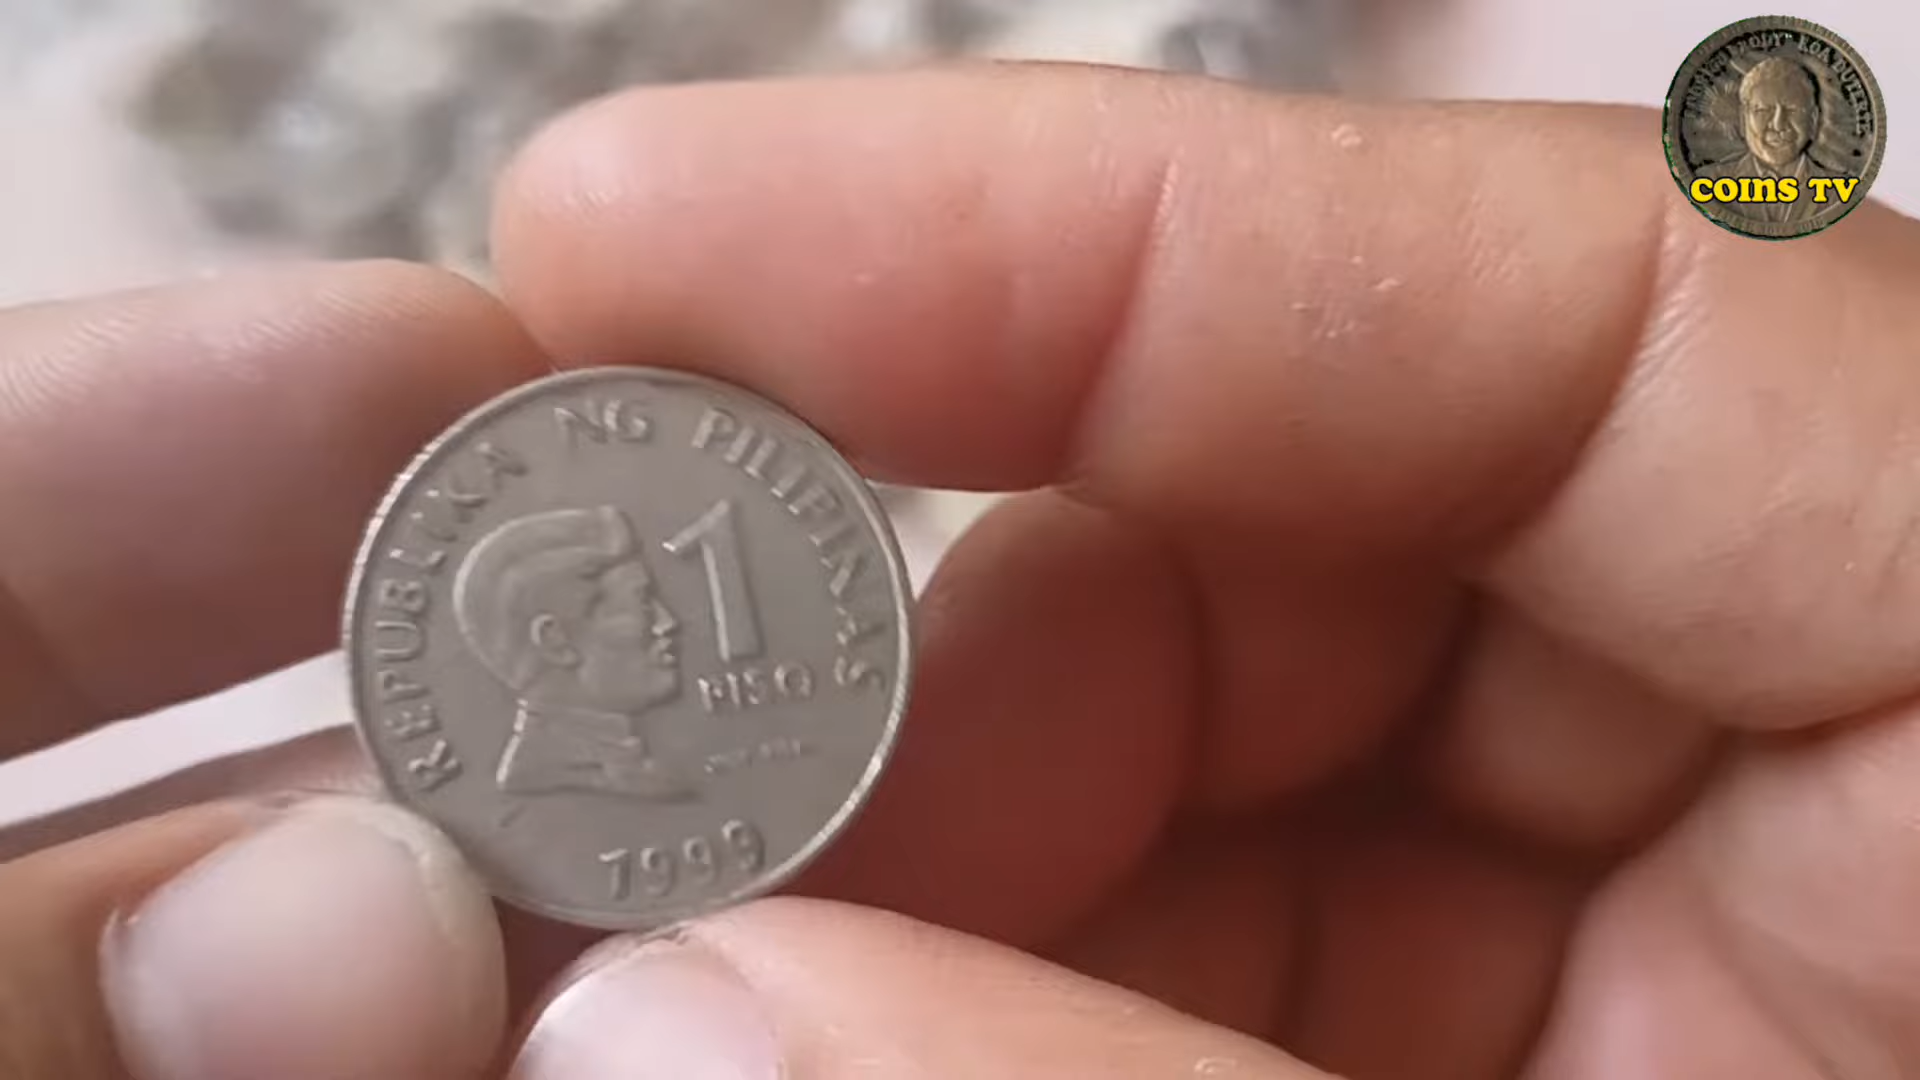 REPUBLIKA NG PILIPINAS
1
PISO
1999
COINS TV